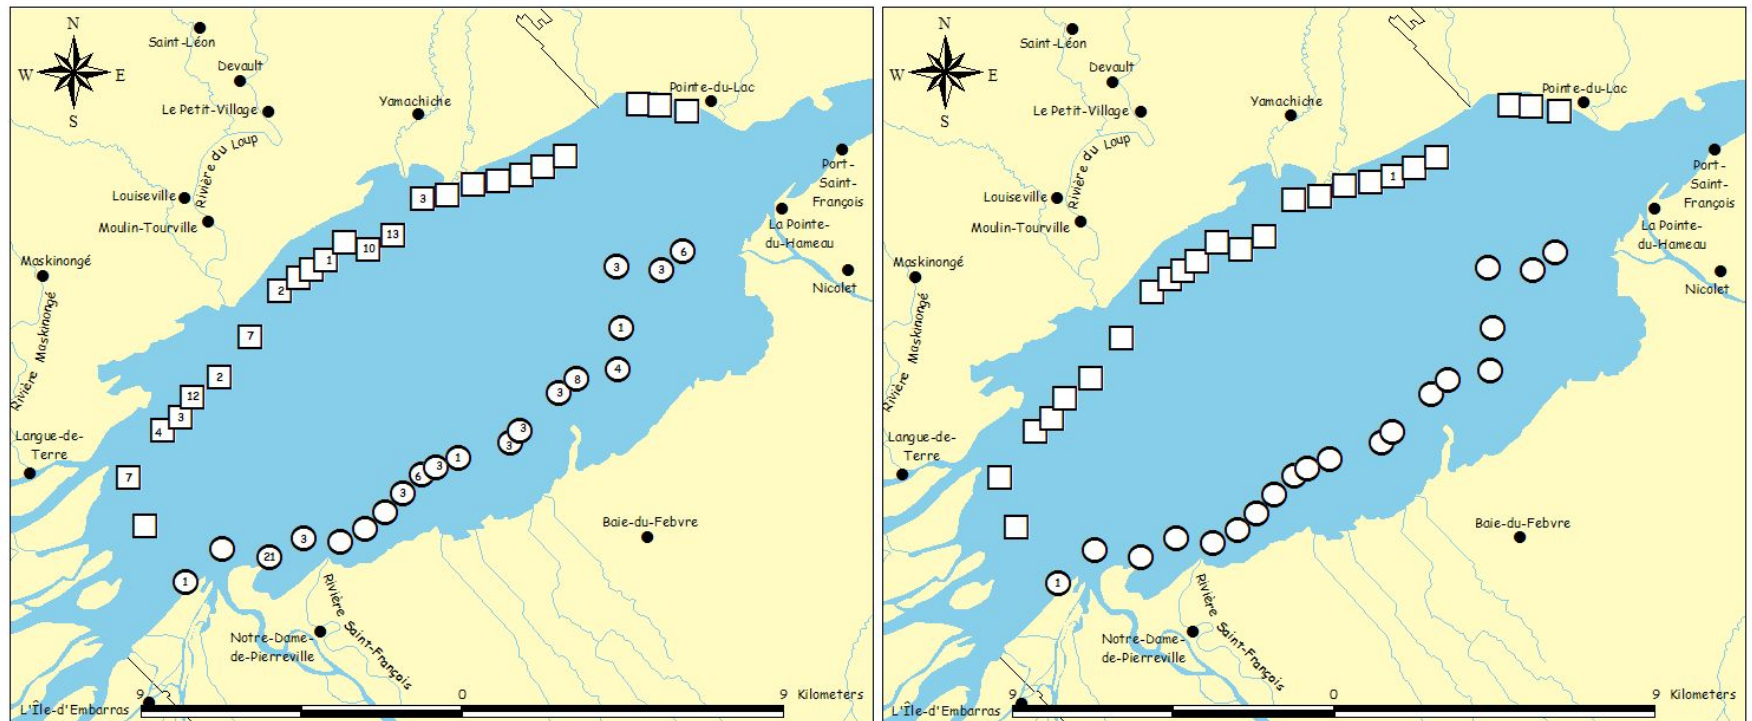 N
Saint-Léon
W E
Devault
S
Le Petit-Village
Yamachiche
Pointe-du-Lac
Rivière du Loup
Port-
Saint-
François
Louiseville
Moulin-Tourville
La Pointe-
du-Hameau
Maskinongé
Nicolet
Rivière Maskinongé
Langue-de-
Terre
Baie-du-Febvre
Rivière Saint-François
Notre-Dame-
de-Pierreville
L'Île-d'Embarras
9 0 9 Kilometers
3
13
10
1
2
7
2
12
3
4
7
6
3
3
1
4
8
3
3
3
1
3
6
3
3
21
1
N
Saint-Léon
W E
Devault
S
Le Petit-Village
Yamachiche
Pointe-du-Lac
Rivière du Loup
Port-
Saint-
François
Louiseville
Moulin-Tourville
La Pointe-
du-Hameau
Maskinongé
Nicolet
Rivière Maskinongé
Langue-de-
Terre
Baie-du-Febvre
Rivière Saint-François
Notre-Dame-
de-Pierreville
L'Île-d'Embarras
9 0 9 Kilometers
1
1